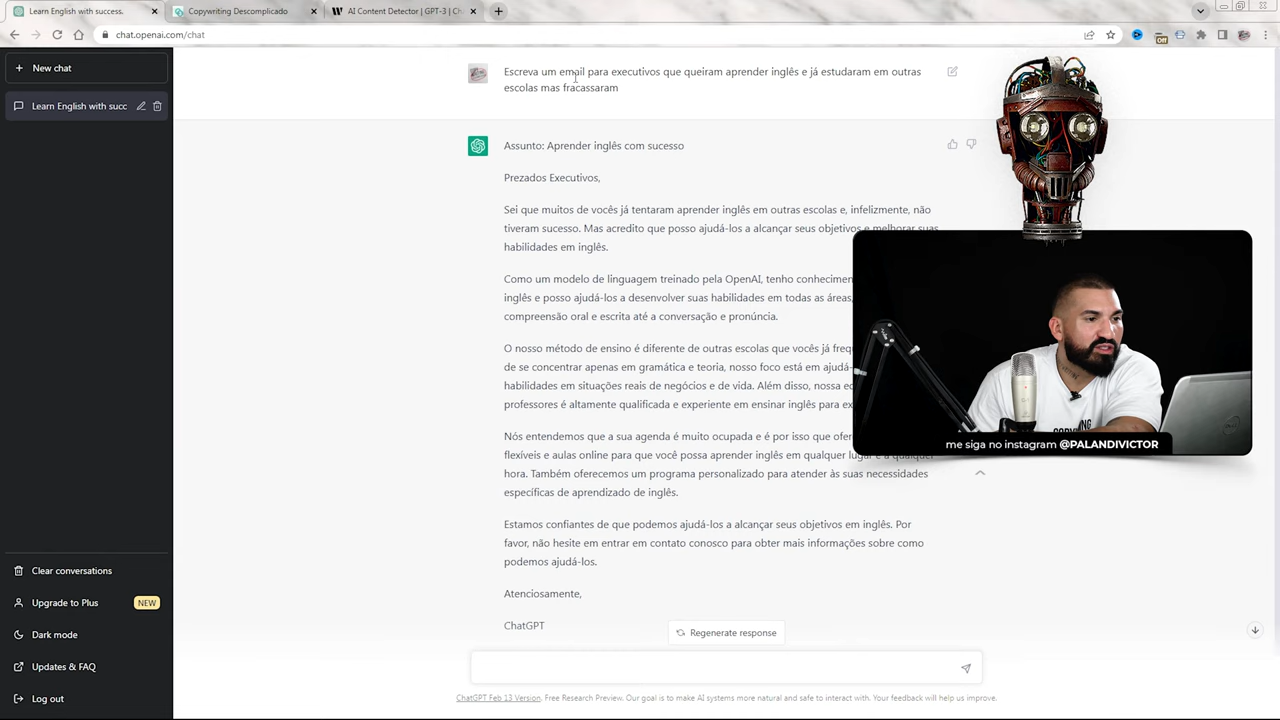 Learn English with success.
Copywriting Descomplicado
AI Content Detector | GPT-3 | Ch
chat.openai.com/chat
Off
New chat
Learn English with succ
Escreva um email para executivos que queiram aprender inglês e já estudaram em outras
escolas mas fracassaram
Assunto: Aprender inglês com sucesso
Prezados Executivos,
Sei que muitos de vocês já tentaram aprender inglês em outras escolas e, infelizmente, não
tiveram sucesso. Mas acredito que posso ajudá-los a alcançar seus objetivos e melhorar suas
habilidades em inglês.
Como um modelo de linguagem treinado pela OpenAI, tenho conhecimen
inglês e posso ajudá-los a desenvolver suas habilidades em todas as áreas,
compreensão oral e escrita até a conversação e pronúncia.
O nosso método de ensino é diferente de outras escolas que vocês já freq
de se concentrar apenas em gramática e teoria, nosso foco está em ajudá-
habilidades em situações reais de negócios e de vida. Além disso, nossa ec
professores é altamente qualificada e experiente em ensinar inglês para ex
Nós entendemos que a sua agenda é muito ocupada e é por isso que ofer
flexíveis e aulas online para que você possa aprender inglês em qualquer lugar e a qualquer
hora. Também oferecemos um programa personalizado para atender às suas necessidades
específicas de aprendizado de inglês.
Estamos confiantes de que podemos ajudá-los a alcançar seus objetivos em inglês. Por
favor, não hesite em entrar em contato conosco para obter mais informações sobre como
podemos ajudá-los.
Atenciosamente,
ChatGPT
me siga no instagram @PALANDIVICTOR
Clear conversations
Upgrade to Plus NEW
Dark mode
Updates & FAQ
Log out
Regenerate response
ChatGPT Feb 13 Version. Free Research Preview. Our goal is to make AI systems more natural and safe to interact with. Your feedback will help us improve.